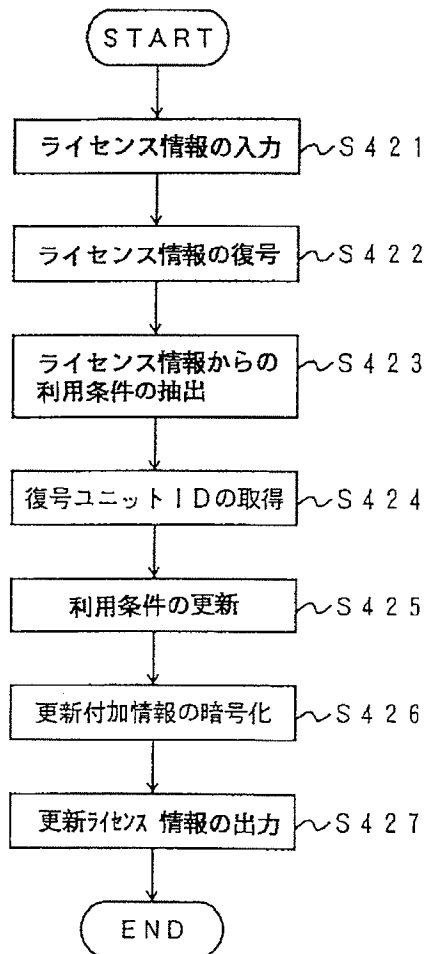 START
ライセンス情報の入力 S421
ライセンス情報の復号 S422
ライセンス情報からの S423
利用条件の抽出
復号ユニットIDの取得 S424
利用条件の更新 S425
更新付加情報の暗号化 S426
更新ライセンス情報の出力 S427
END